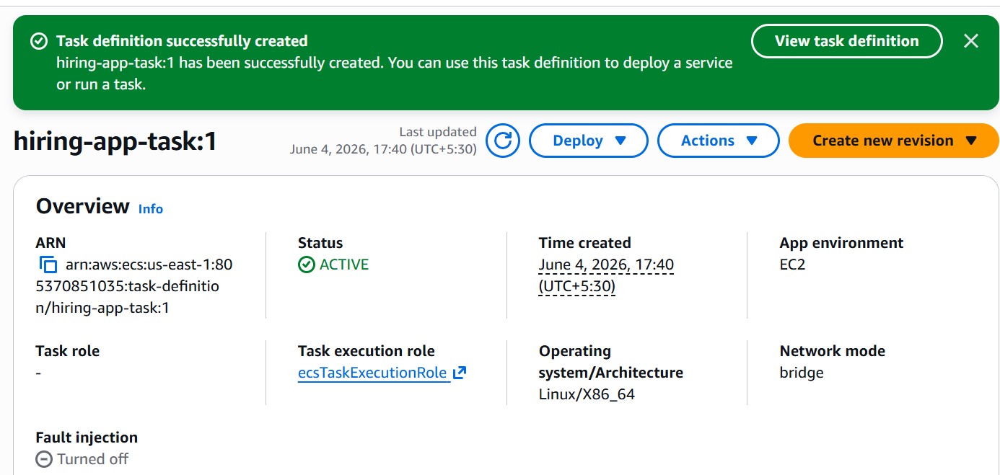 Task definition successfully created
View task definition
hiring-app-task:1 has been successfully created. You can use this task definition to deploy a service
or run a task.
hiring-app-task:1
Last updated
June 4, 2026, 17:40 (UTC+5:30)
Deploy
Actions
Create new revision
Overview Info
ARN
arn:aws:ecs:us-east-1:80
5370851035:task-definitio
n/hiring-app-task:1
Status
ACTIVE
Time created
June 4, 2026, 17:40
(UTC+5:30)
App environment
EC2
Task role
-
Task execution role
ecsTaskExecutionRole
Operating
system/Architecture
Linux/X86_64
Network mode
bridge
Fault injection
Turned off